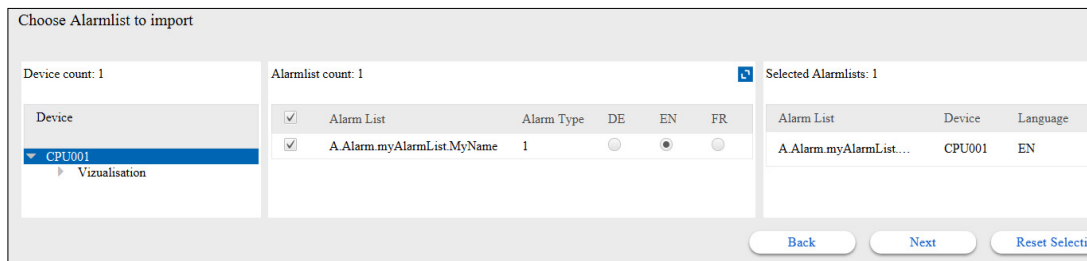 Choose Alarmlist to import
Device count: 1
Alarmlist count: 1
Selected Alarmlists: 1
Device
Alarm List Alarm Type DE EN FR
Alarm List Device Language
CPU001
A.Alarm.myAlarmList.MyName 1
A.Alarm.myAlarmList.... CPU001 EN
Vizualisation
Back Next Reset Selecti